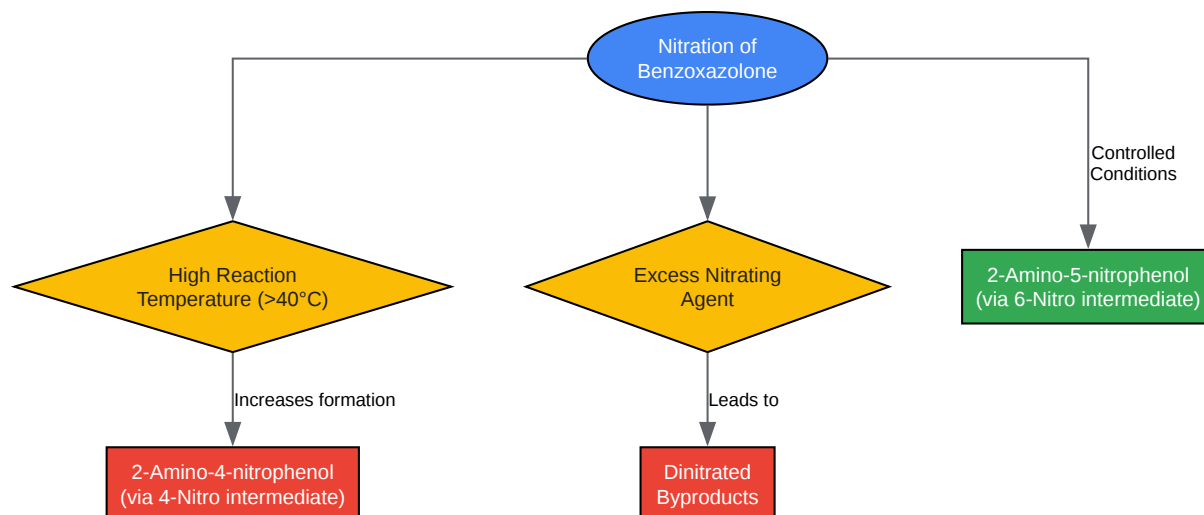 Nitration of
Benzoxazolone
Controlled
Conditions
High Reaction
Temperature (>40°C)
Excess Nitrating
Agent
2-Amino-5-nitrophenol
(via 6-Nitro intermediate)
Increases formation
Leads to
2-Amino-4-nitrophenol
(via 4-Nitro intermediate)
Dinitrated
Byproducts